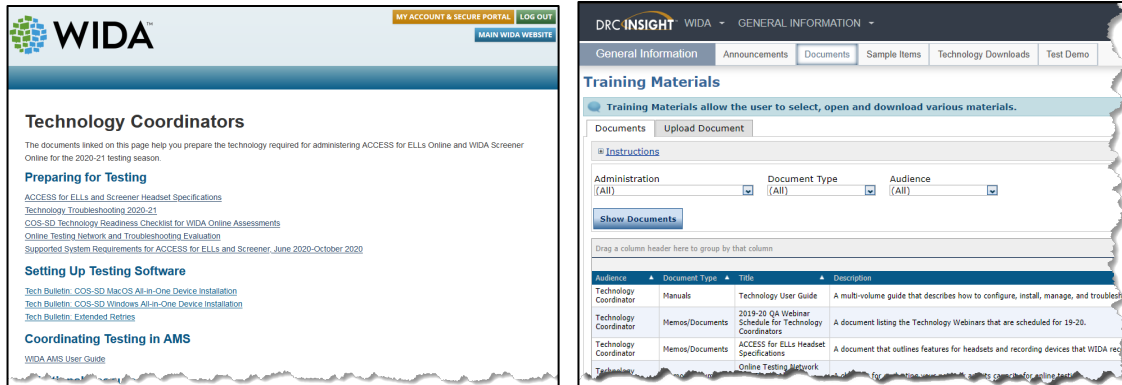 WIDA
MY ACCOUNT & SECURE PORTAL LOG OUT
MAIN WIDA WEBSITE
Technology Coordinators
The documents linked on this page help you prepare the technology required for administering ACCESS for ELLs Online and WIDA Screener
Online for the 2020-21 testing season.
Preparing for Testing
ACCESS for ELLs and Screener Headset Specifications
Technology Troubleshooting 2020-21
COS-SD Technology Readiness Checklist for WIDA Online Assessments
Online Testing Network and Troubleshooting Evaluation
Supported System Requirements for ACCESS for ELLs and Screener, June 2020-October 2020
Setting Up Testing Software
Tech Bulletin: COS-SD MacOS All-in-One Device Installation
Tech Bulletin: COS-SD Windows All-in-One Device Installation
Tech Bulletin: Extended Retries
Coordinating Testing in AMS
WIDA AMS User Guide
DRC INSIGHT WIDA GENERAL INFORMATION
General Information Announcements Documents Sample Items Technology Downloads Test Demo
Training Materials
Training Materials allow the user to select, open and download various materials.
Documents Upload Document
Instructions
Administration Document Type Audience
(All) (All) (All)
Show Documents
Drag a column header here to group by that column
Audience Document Type Title Description
Technology Coordinator Manuals Technology User Guide A multi-volume guide that describes how to configure, install, manage, and troublesh
Technology Coordinator Memos/Documents 2019-20 QA Webinar Schedule for Technology Coordinators A document listing the Technology Webinars that are scheduled for 19-20.
Technology Coordinator Memos/Documents ACCESS for ELLs Headset Specifications A document that outlines features for headsets and recording devices that WIDA rec
Online Testing Network